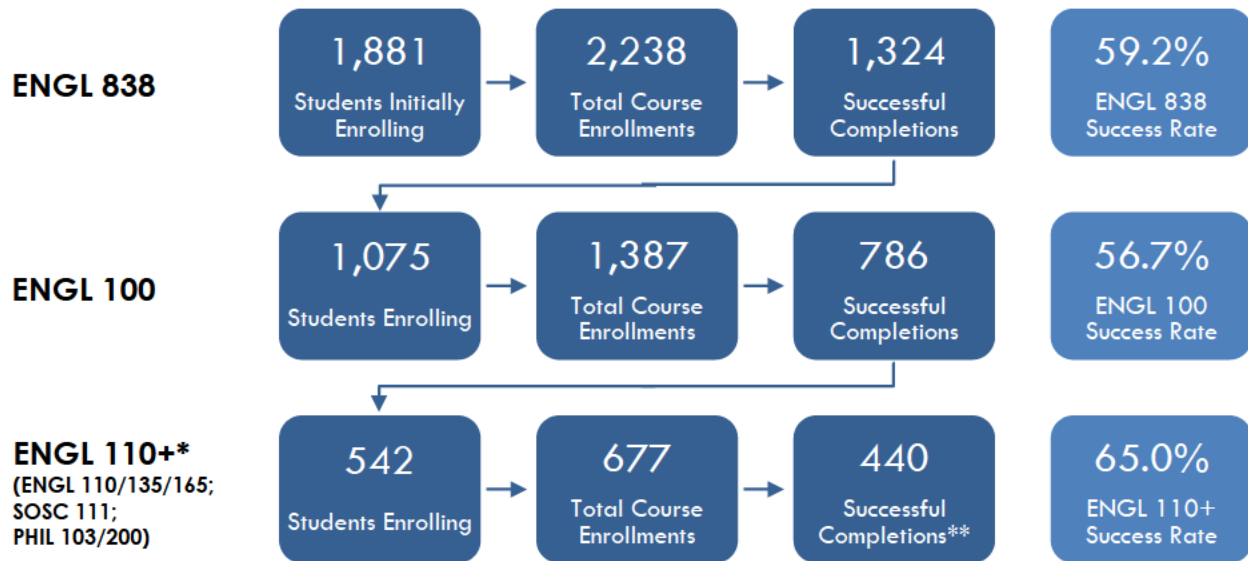 ENGL 838
1,881
Students Initially
Enrolling
2,238
Total Course
Enrollments
1,324
Successful
Completions
59.2%
ENGL 838
Success Rate
ENGL 100
1,075
Students Enrolling
1,387
Total Course
Enrollments
786
Successful
Completions
56.7%
ENGL 100
Success Rate
ENGL 110+*
(ENGL 110/135/165;
SOSC 111;
PHIL 103/200)
542
Students Enrolling
677
Total Course
Enrollments
440
Successful
Completions**
65.0%
ENGL 110+
Success Rate